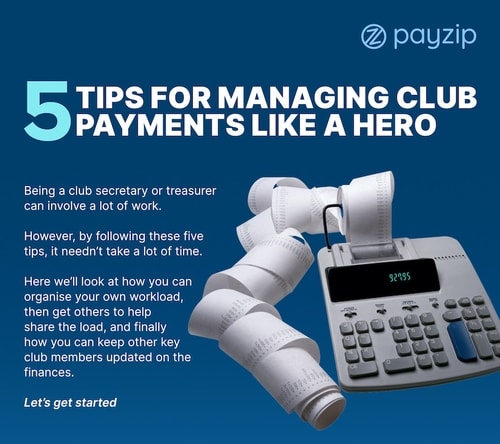 payzip
5 TIPS FOR MANAGING CLUB
PAYMENTS LIKE A HERO
Being a club secretary or treasurer
can involve a lot of work.
However, by following these five
tips, it needn't take a lot of time.
Here we'll look at how you can
organise your own workload,
then get others to help
share the load, and finally
how you can keep other key
club members updated on the
finances.
Let's get started
927.95